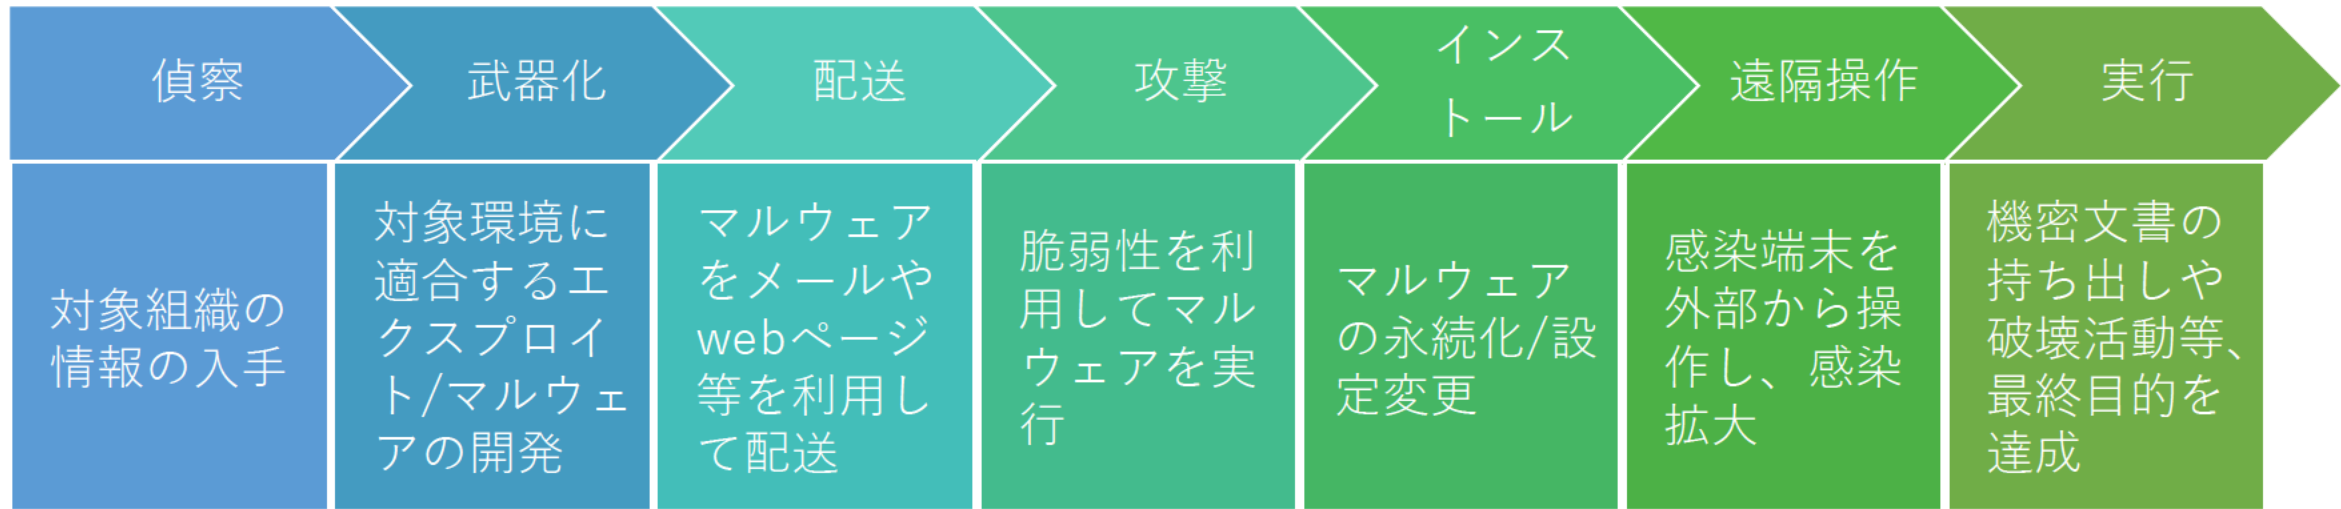 偵察
武器化
配送
攻撃
インス
トール
遠隔操作
実行
対象組織の
情報の入手
対象環境に
適合するエ
クスプロイ
ト/マルウェ
アの開発
マルウェア
をメールや
webページ
等を利用し
て配送
脆弱性を利
用してマル
ウェアを実
行
マルウェア
の永続化/設
定変更
感染端末を
外部から操
作し、感染
拡大
機密文書の
持ち出しや
破壊活動等、
最終目的を
達成